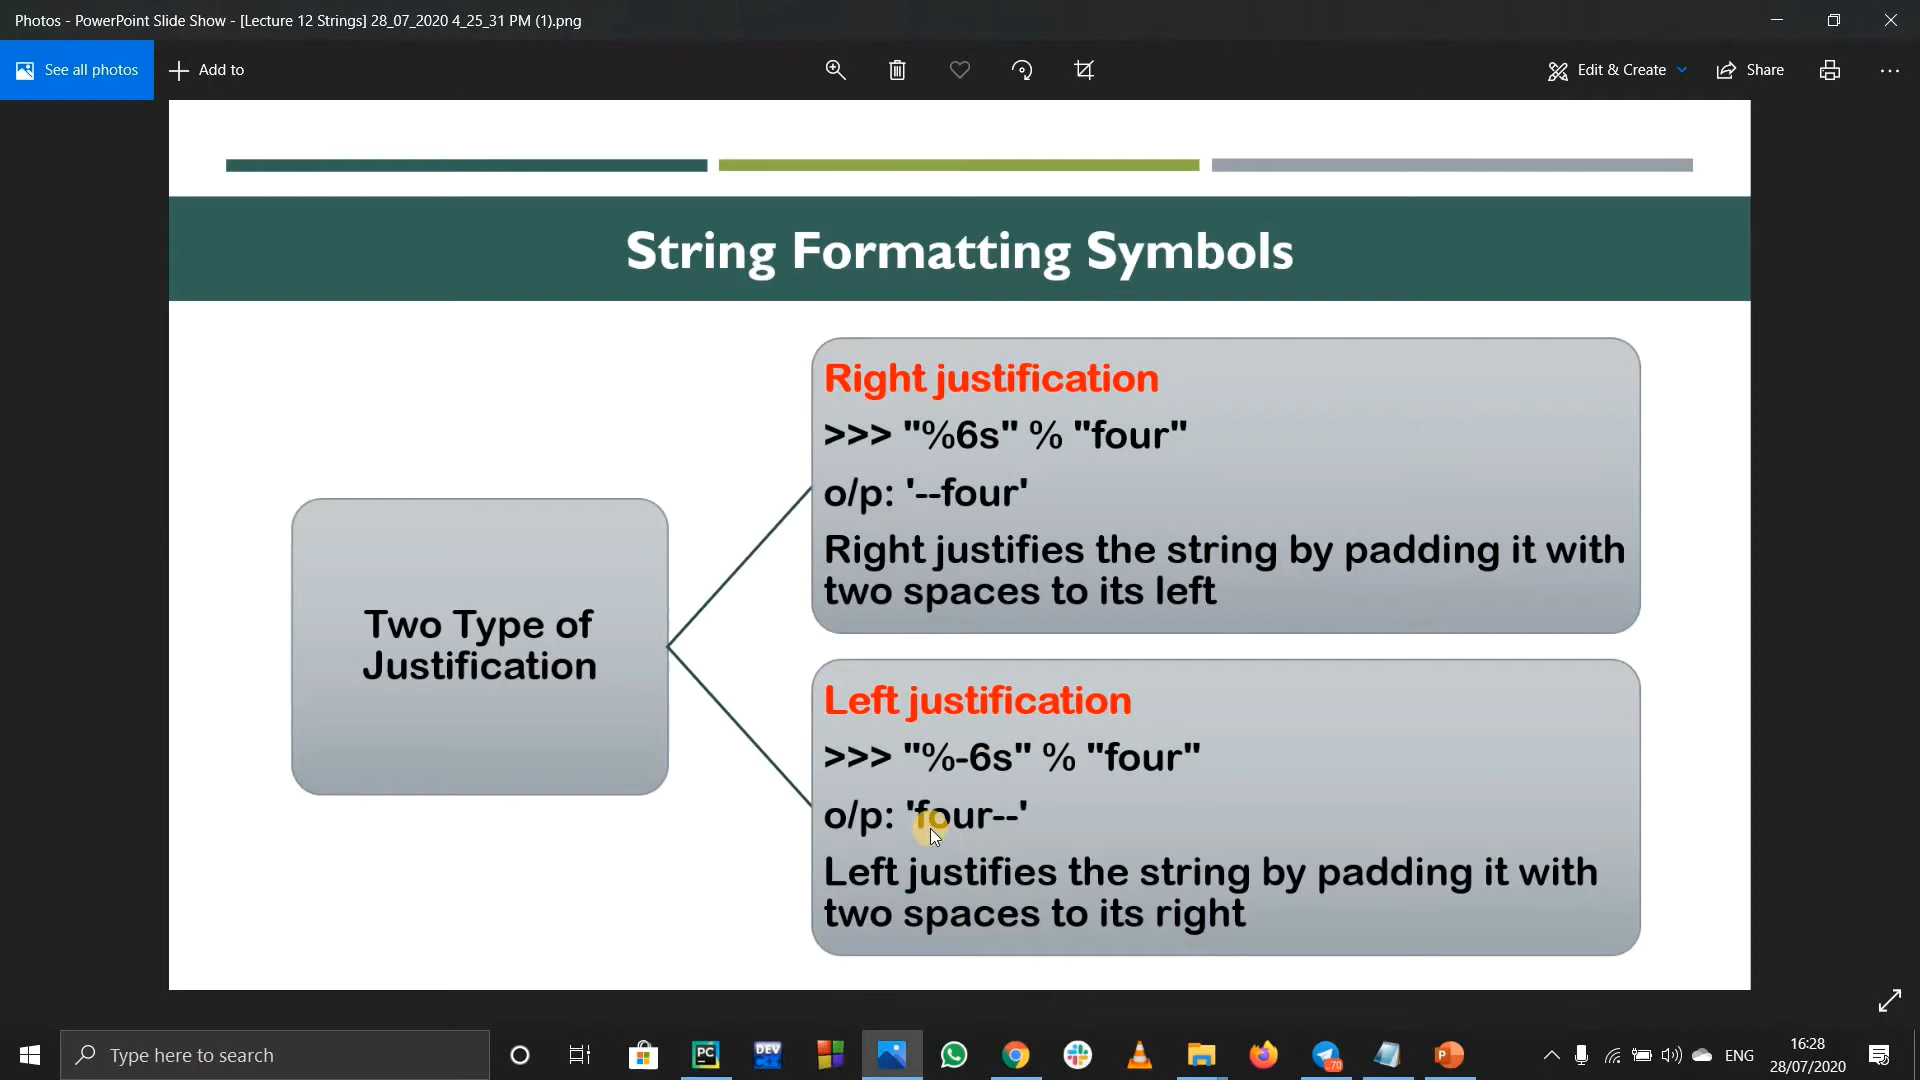 Photos - PowerPoint Slide Show - [Lecture 12 Strings] 28_07_2020 4_25_31 PM (1).png
See all photos
Add to
Edit & Create
Share
String Formatting Symbols
Two Type of
Justification
Right justification
>>> "%6s" % "four"
o/p: '--four'
Right justifies the string by padding it with
two spaces to its left
Left justification
>>> "%-6s" % "four"
o/p: 'four--'
Left justifies the string by padding it with
two spaces to its right
Type here to search
PC
DEV
.70
P
ENG
16:28
28/07/2020